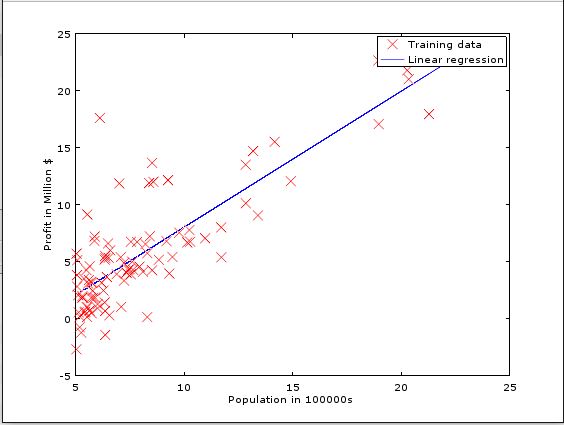 25
20
15
10
5
0
-5
Profit in Million $
Training data
Linear regression
5 10 15 20 25
Population in 100000s